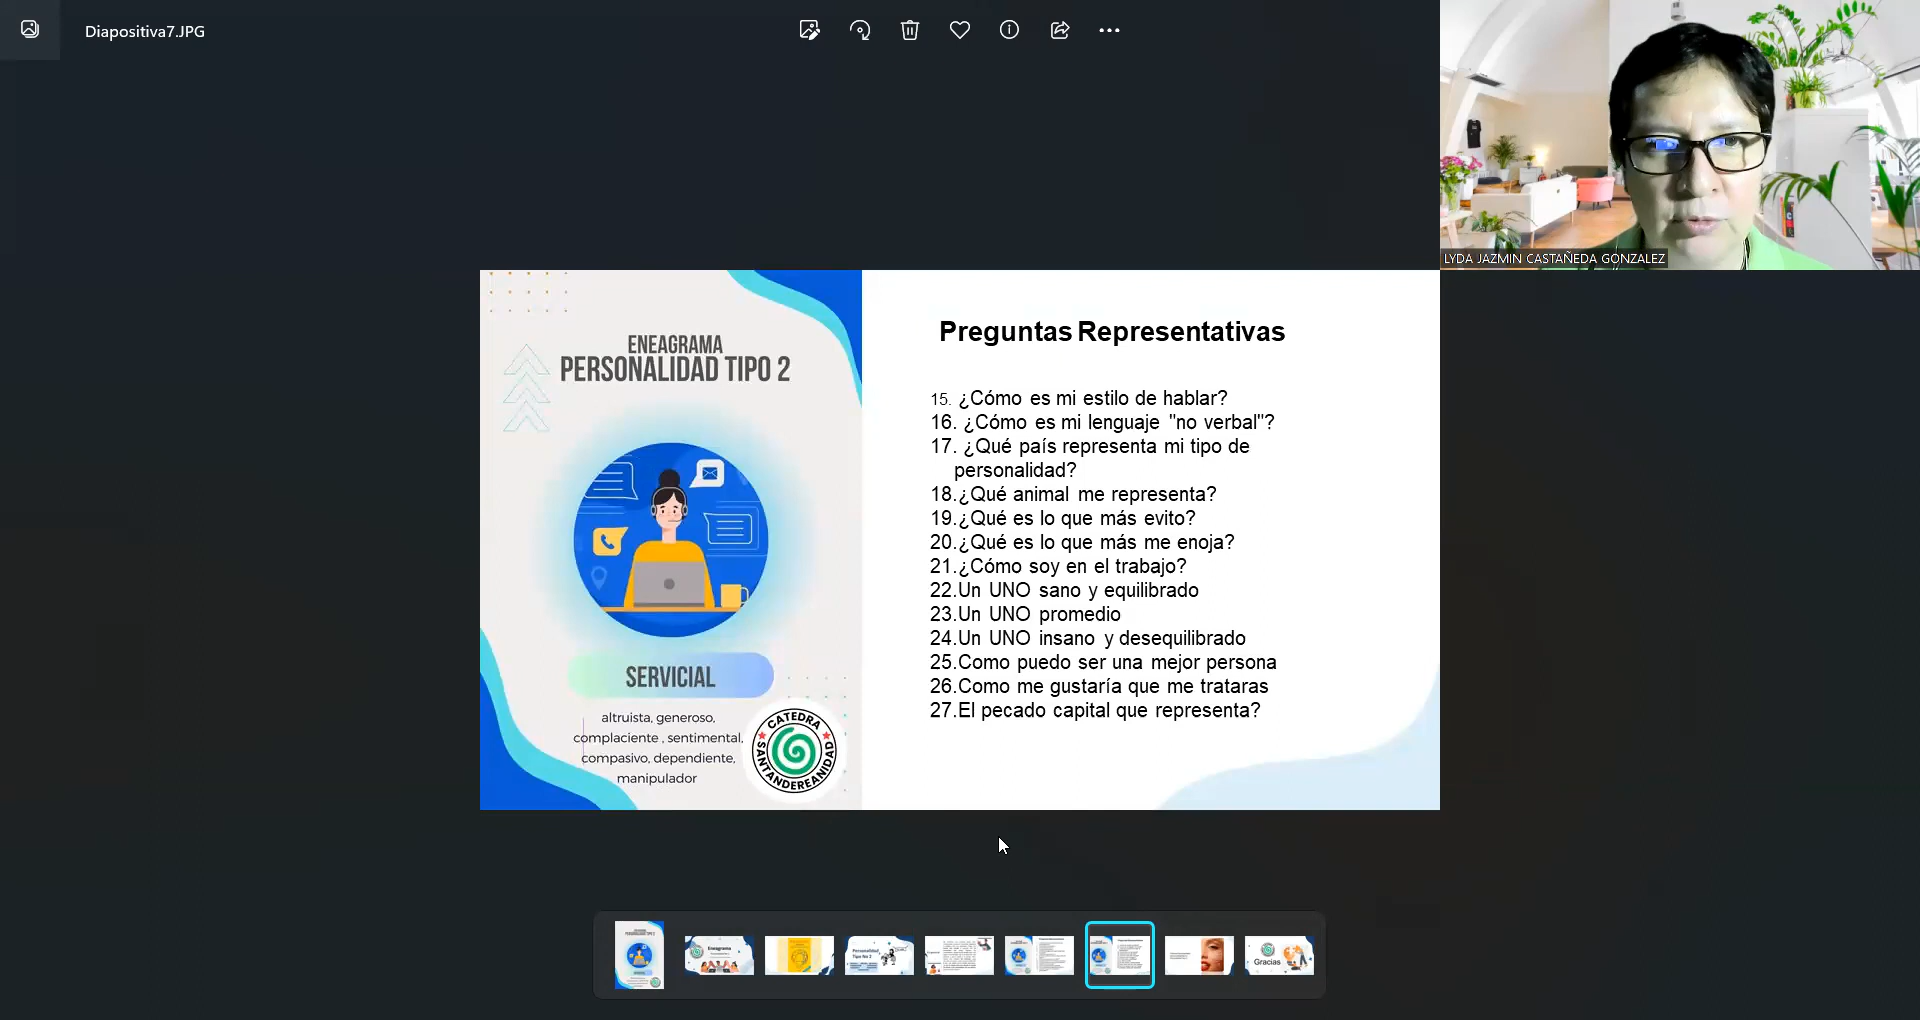 Diapositiva7.JPG
LYDA JAZMIN CASTAÑEDA GONZALEZ
ENEAGRAMA
PERSONALIDAD TIPO 2
SERVICIAL
altruista, generoso,
complaciente , sentimental,
compasivo, dependiente,
manipulador
CATEDRA
SANTANDEREANIDAD
Preguntas Representativas
15. ¿Cómo es mi estilo de hablar?
16. ¿Cómo es mi lenguaje "no verbal"?
17. ¿Qué país representa mi tipo de
personalidad?
18.¿Qué animal me representa?
19.¿Qué es lo que más evito?
20.¿Qué es lo que más me enoja?
21.¿Cómo soy en el trabajo?
22.Un UNO sano y equilibrado
23.Un UNO promedio
24.Un UNO insano y desequilibrado
25.Como puedo ser una mejor persona
26.Como me gustaría que me trataras
27.El pecado capital que representa?
Eneagrama
Personalidad
Tipo No 2
Gracias